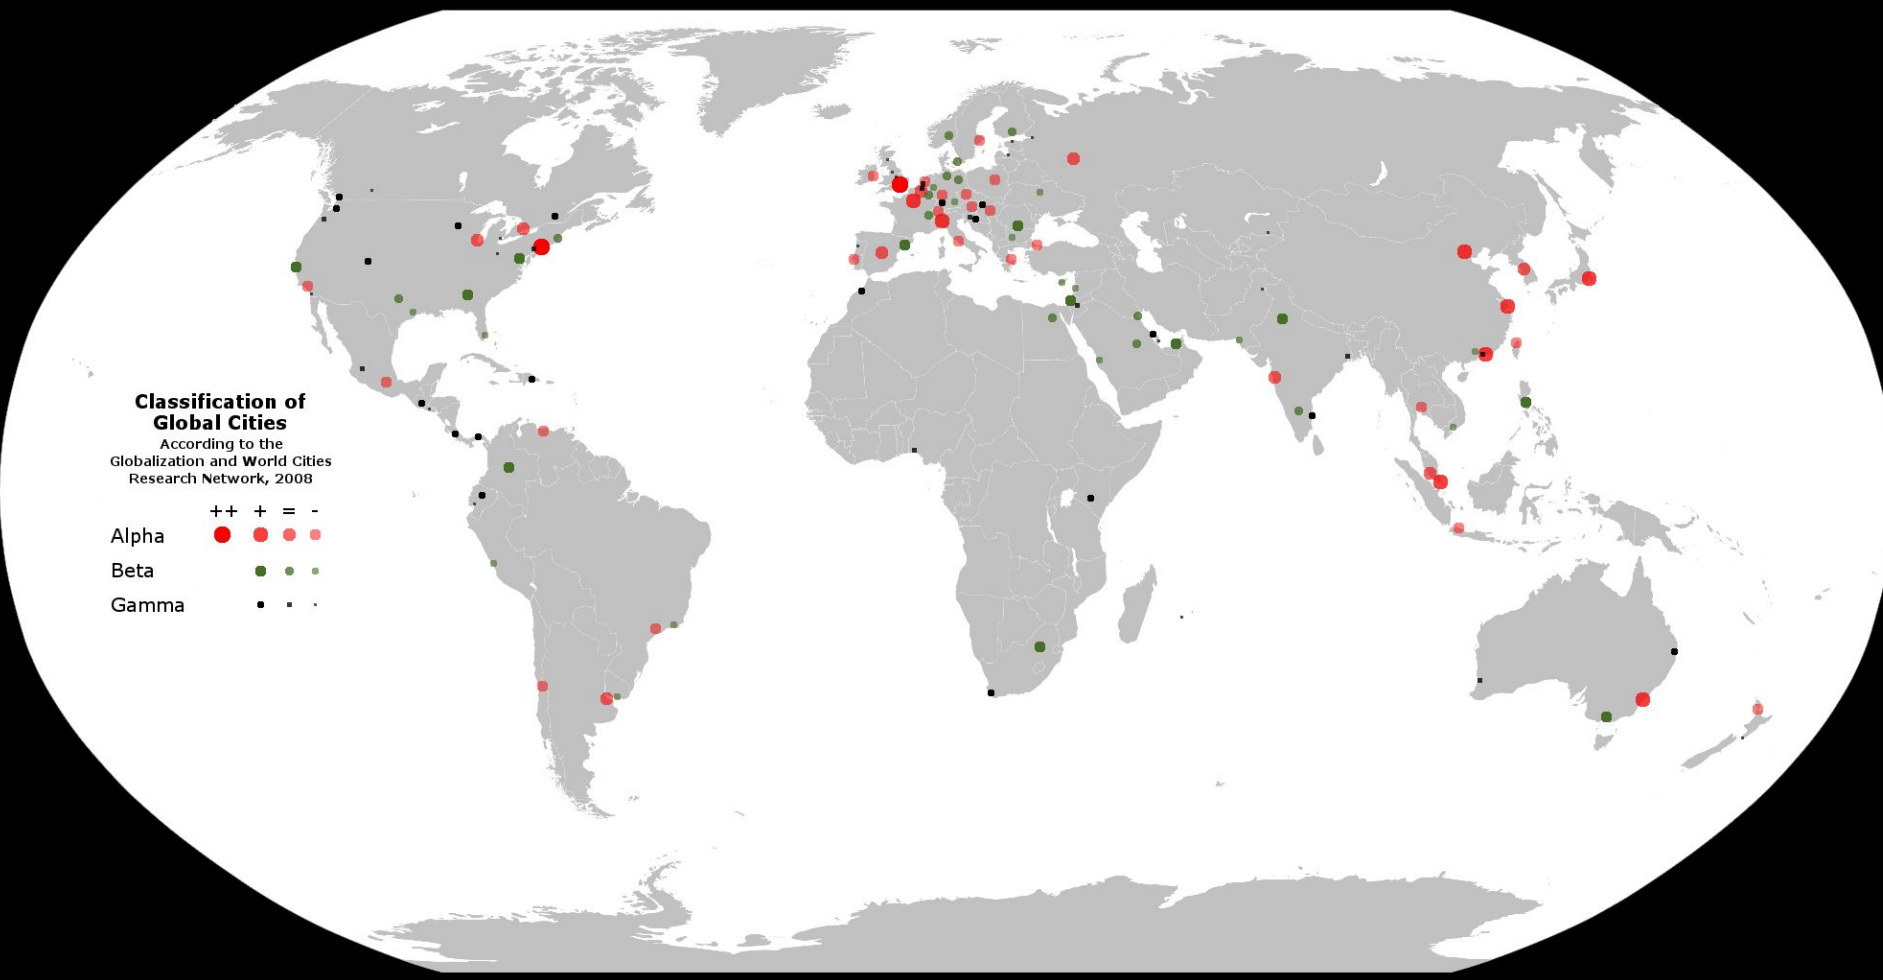 Classification of
Global Cities
According to the
Globalization and World Cities
Research Network, 2008
++ + = -
Alpha
Beta
Gamma